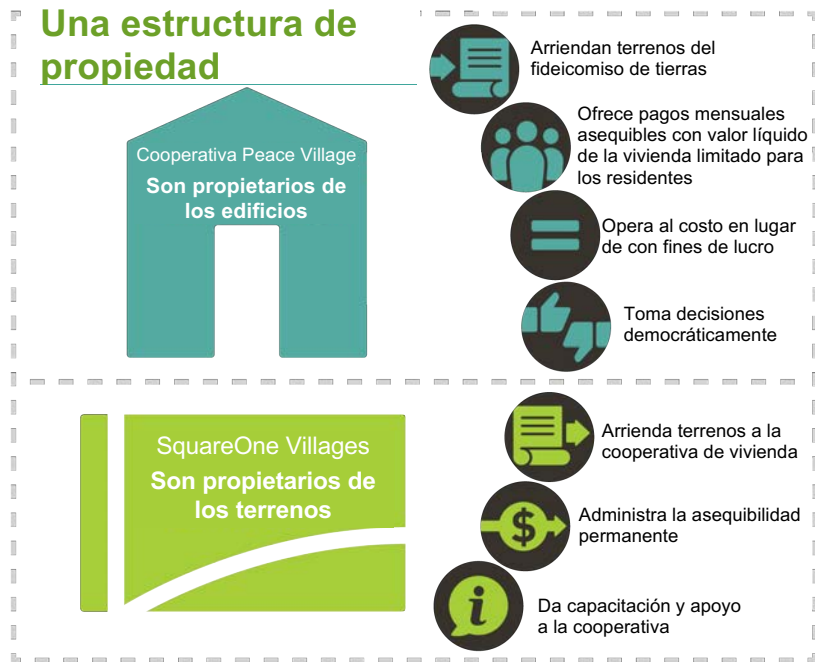 Una estructura de
propiedad
Cooperativa Peace Village
Son propietarios de
los edificios
Arriendan terrenos del
fideicomiso de tierras
Ofrece pagos mensuales
asequibles con valor líquido
de la vivienda limitado para
los residentes
Opera al costo en lugar
de con fines de lucro
Toma decisiones
democráticamente
SquareOne Villages
Son propietarios de
los terrenos
Arrienda terrenos a la
cooperativa de vivienda
$
Administra la asequibilidad
permanente
i
Da capacitación y apoyo
a la cooperativa